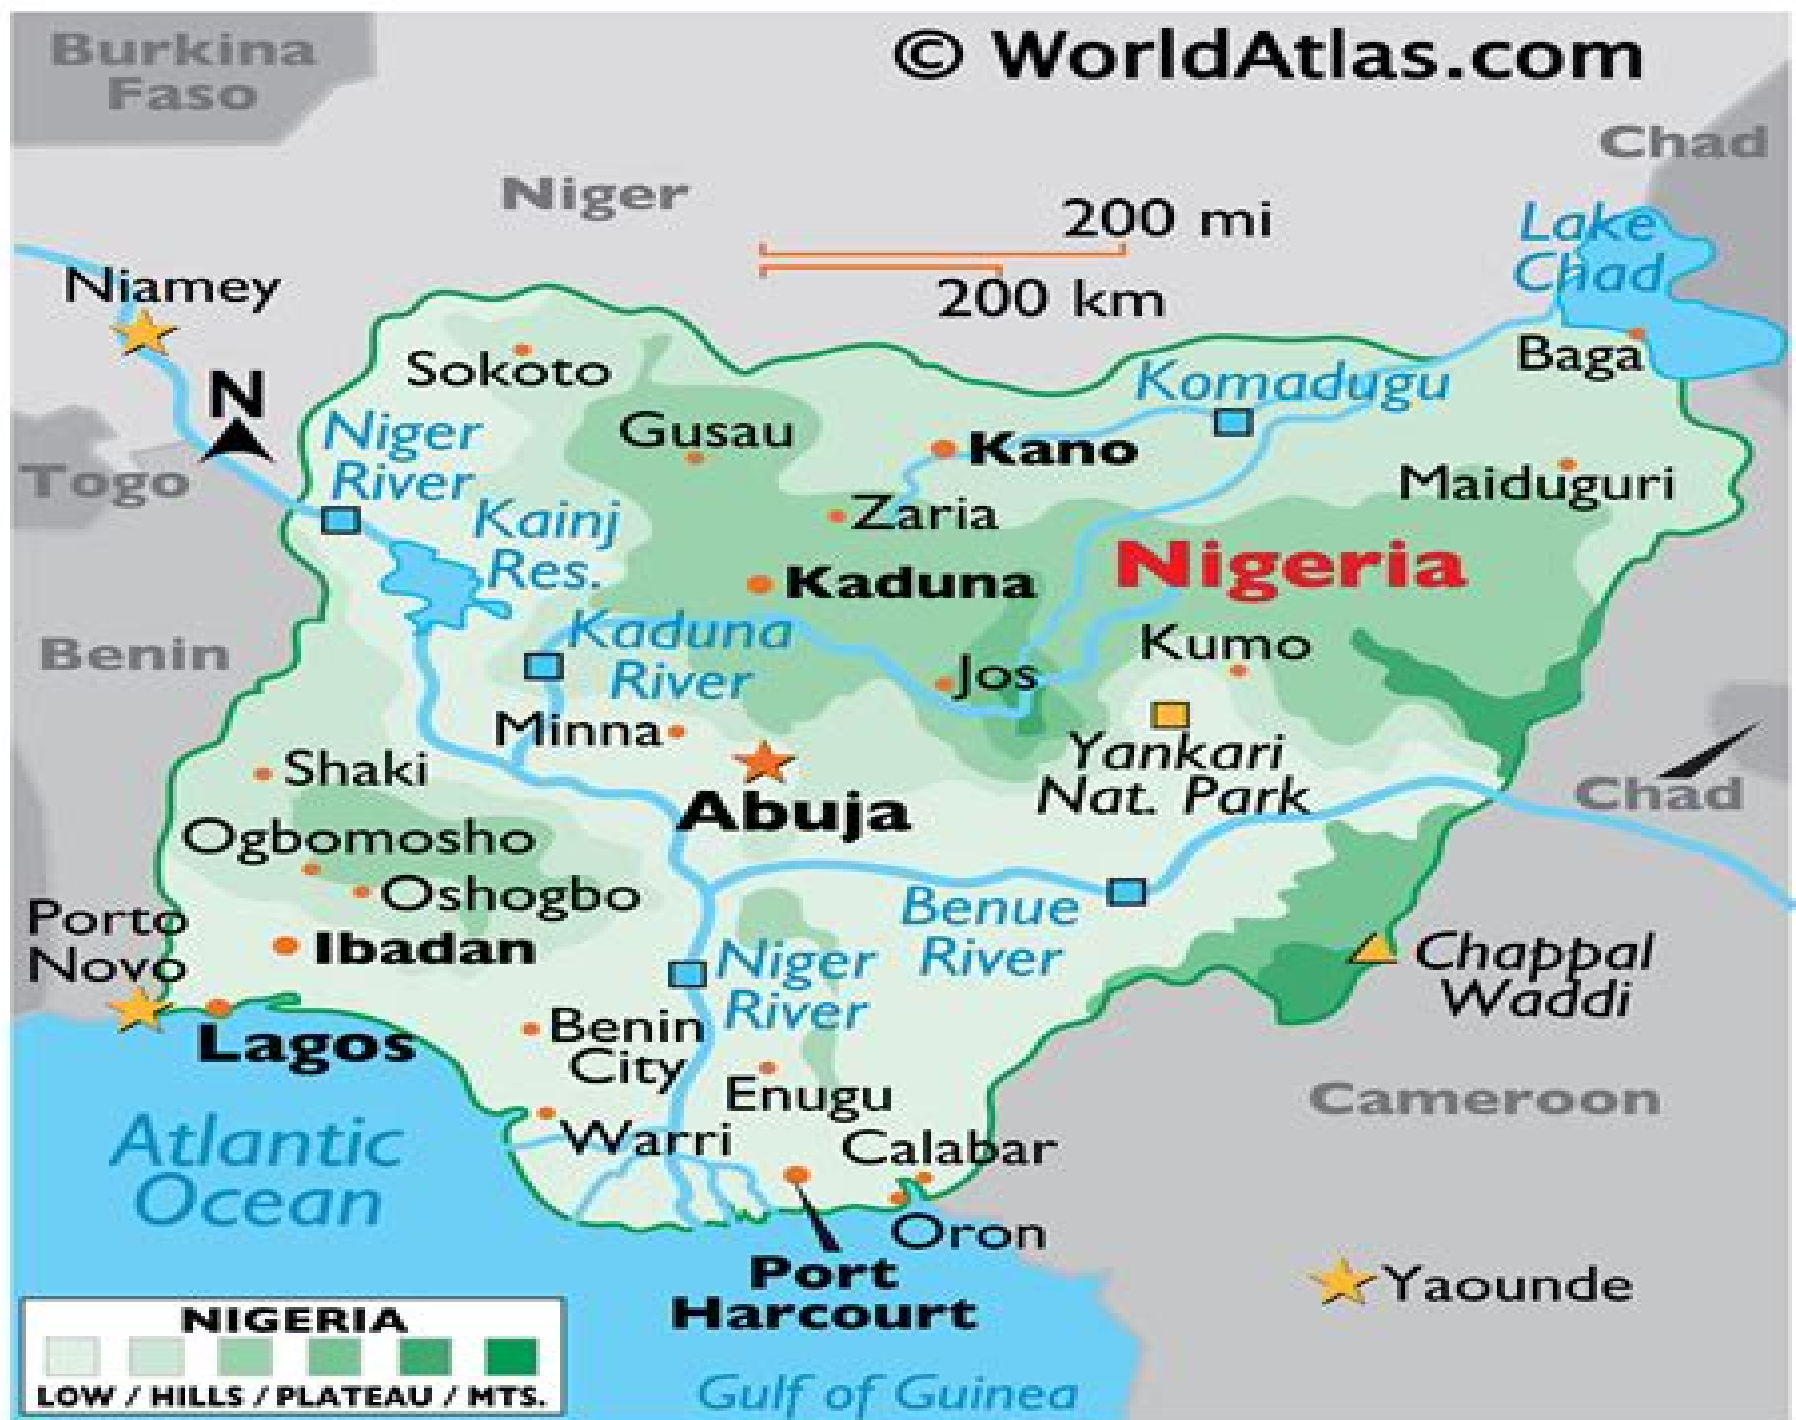 Burkina
Faso
© WorldAtlas.com
Chad
Niger
200 mi
200 km
Lake
Chad
Niamey
N
Sokoto
Komadugu
Baga
Niger
River
Gusau
Kano
Togo
Maiduguri
Kainj
Res.
Zaria
Nigeria
Kaduna
Kaduna
River
Benin
Kumo
Jos
Minna
Yankari
Nat. Park
Shaki
Abuja
Chad
Ogbomosho
Oshogbo
Porto
Novo
Ibadan
Benue
River
Niger
River
Chappal
Waddi
Lagos
Benin
City
Enugu
Cameroon
Atlantic
Ocean
Warri
Calabar
Oron
Port
Harcourt
Yaounde
NIGERIA
LOW / HILLS / PLATEAU / MTS.
Gulf of Guinea